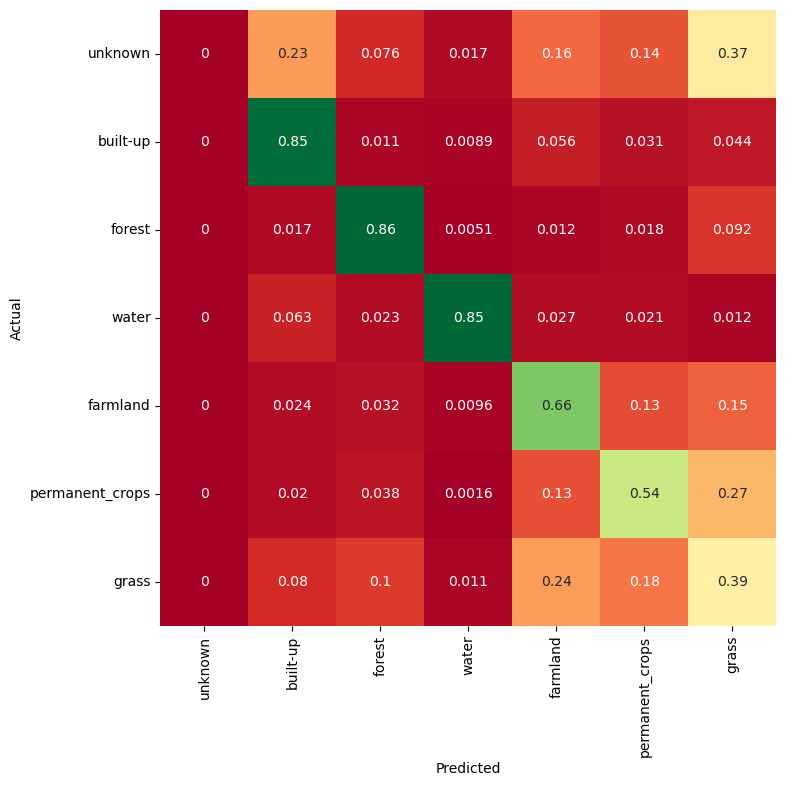 unknown 0 0.23 0.076 0.017 0.16 0.14 0.37
built-up 0 0.85 0.011 0.0089 0.056 0.031 0.044
forest 0 0.017 0.86 0.0051 0.012 0.018 0.092
water 0 0.063 0.023 0.85 0.027 0.021 0.012
farmland 0 0.024 0.032 0.0096 0.66 0.13 0.15
permanent_crops 0 0.02 0.038 0.0016 0.13 0.54 0.27
grass 0 0.08 0.1 0.011 0.24 0.18 0.39
Actual
unknown built-up forest water farmland permanent_crops grass
Predicted